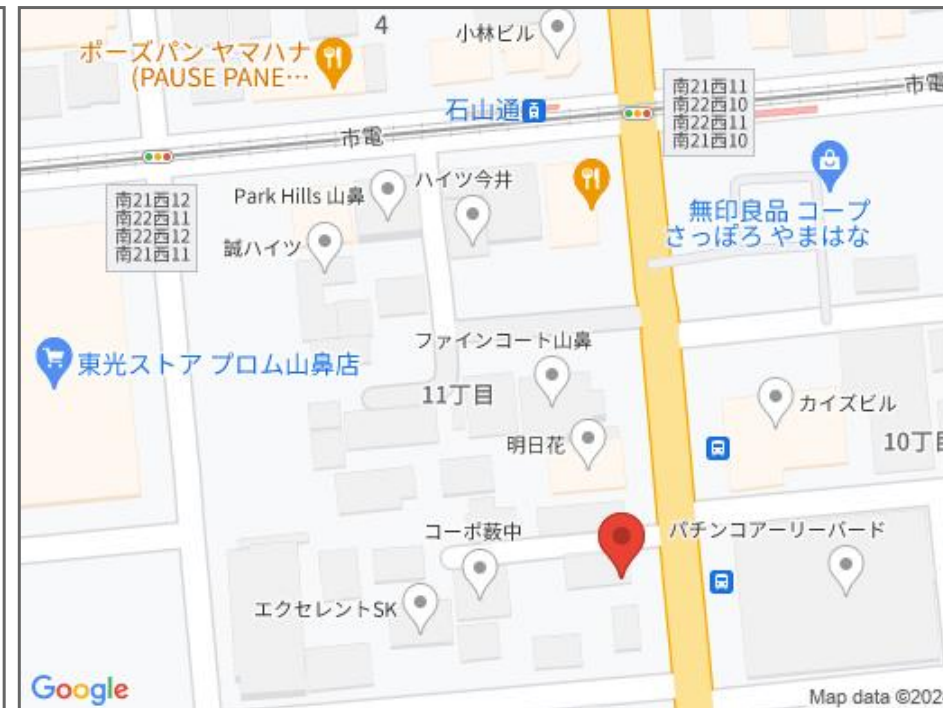 4
小林ビル
ポーズパン ヤマハナ
(PAUSE PANE…
石山通
市電
市電
南21西11
南22西10
南22西11
南21西10
南21西12
南22西11
南22西12
南21西11
Park Hills 山鼻
ハイツ今井
誠ハイツ
無印良品 コープ
さっぽろ やまはな
ファインコート山鼻
東光ストア プロム山鼻店
11丁目
カイズビル
明日花
10丁目
コーポ薮中
パチンコアーリーバード
エクセレントSK
Google
Map data ©202